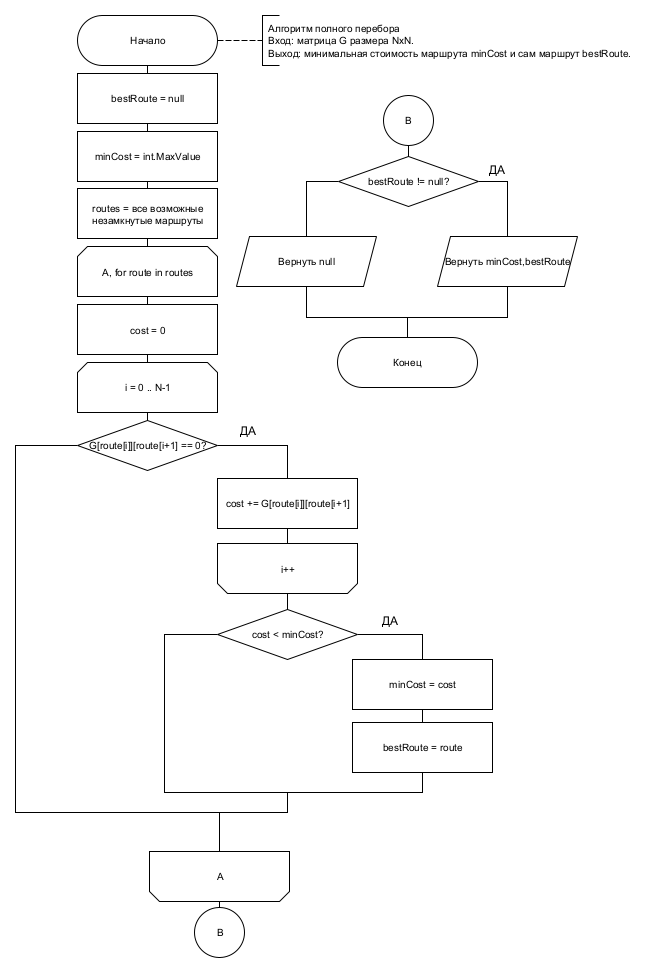 Начало
Алгоритм полного перебора
Вход: матрица G размера NxN.
Выход: минимальная стоимость маршрута minCost и сам маршрут bestRoute.
bestRoute = null
minCost = int.MaxValue
routes = все возможные
незамкнутые маршруты
A, for route in routes
cost = 0
i = 0 .. N-1
G[route[i]][route[i+1] == 0?
ДА
cost += G[route[i]][route[i+1]
i++
cost < minCost?
ДА
minCost = cost
bestRoute = route
A
B
B
bestRoute != null?
ДА
Вернуть null
Вернуть minCost,bestRoute
Конец